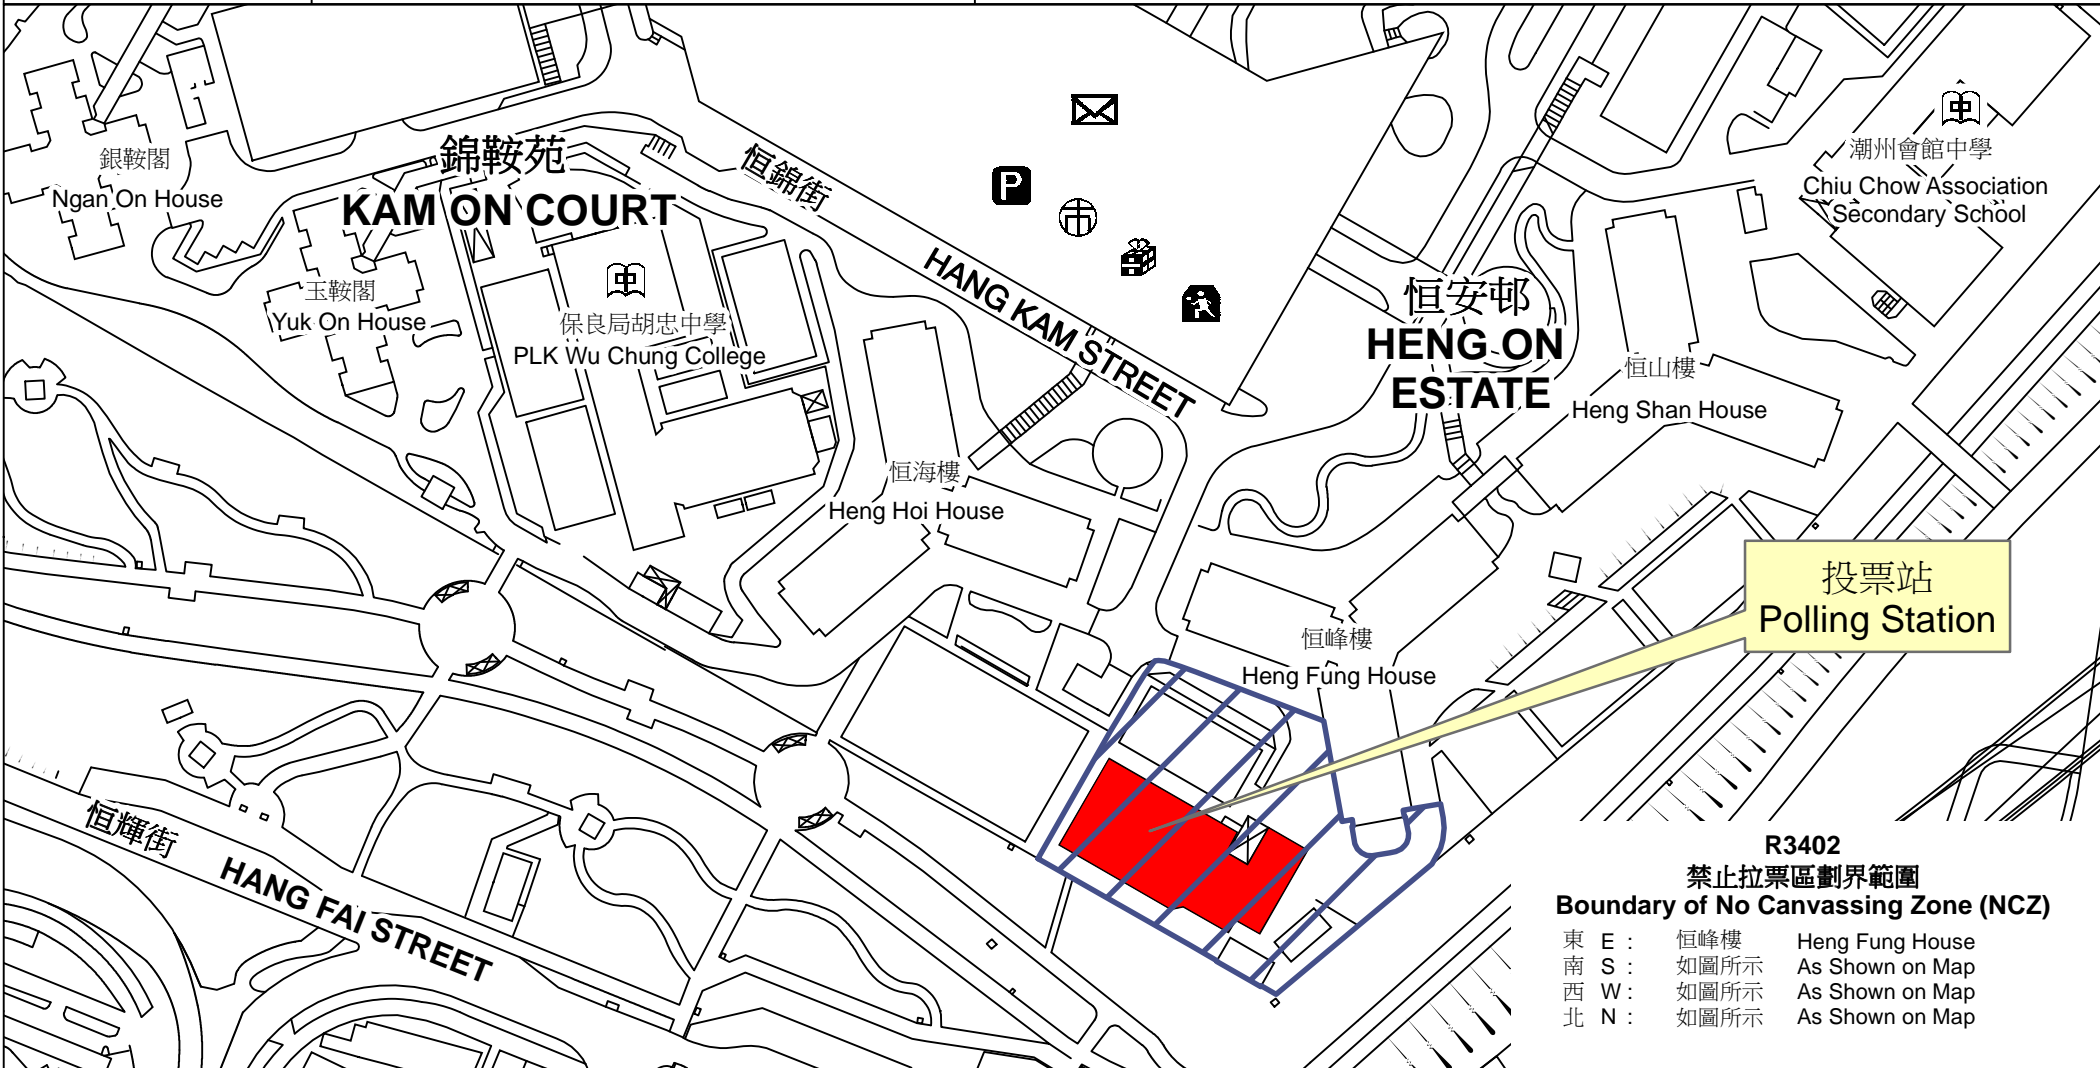 銀鞍閣
Ngan On House
錦鞍苑
KAM ON COURT
玉鞍閣
Yuk On House
保良局胡忠中學
PLK Wu Chung College
中
恒錦街
HANG KAM STREET
P
市
中
潮州會館中學
Chiu Chow Association
Secondary School
恒安邨
HENG ON
ESTATE
恒山樓
Heng Shan House
恒海樓
Heng Hoi House
投票站
Polling Station
恒峰樓
Heng Fung House
恒輝街
HANG FAI STREET
R3402
禁止拉票區劃界範圍
Boundary of No Canvassing Zone (NCZ)
東 E : 恒峰樓 Heng Fung House
南 S : 如圖所示 As Shown on Map
西 W : 如圖所示 As Shown on Map
北 N : 如圖所示 As Shown on Map